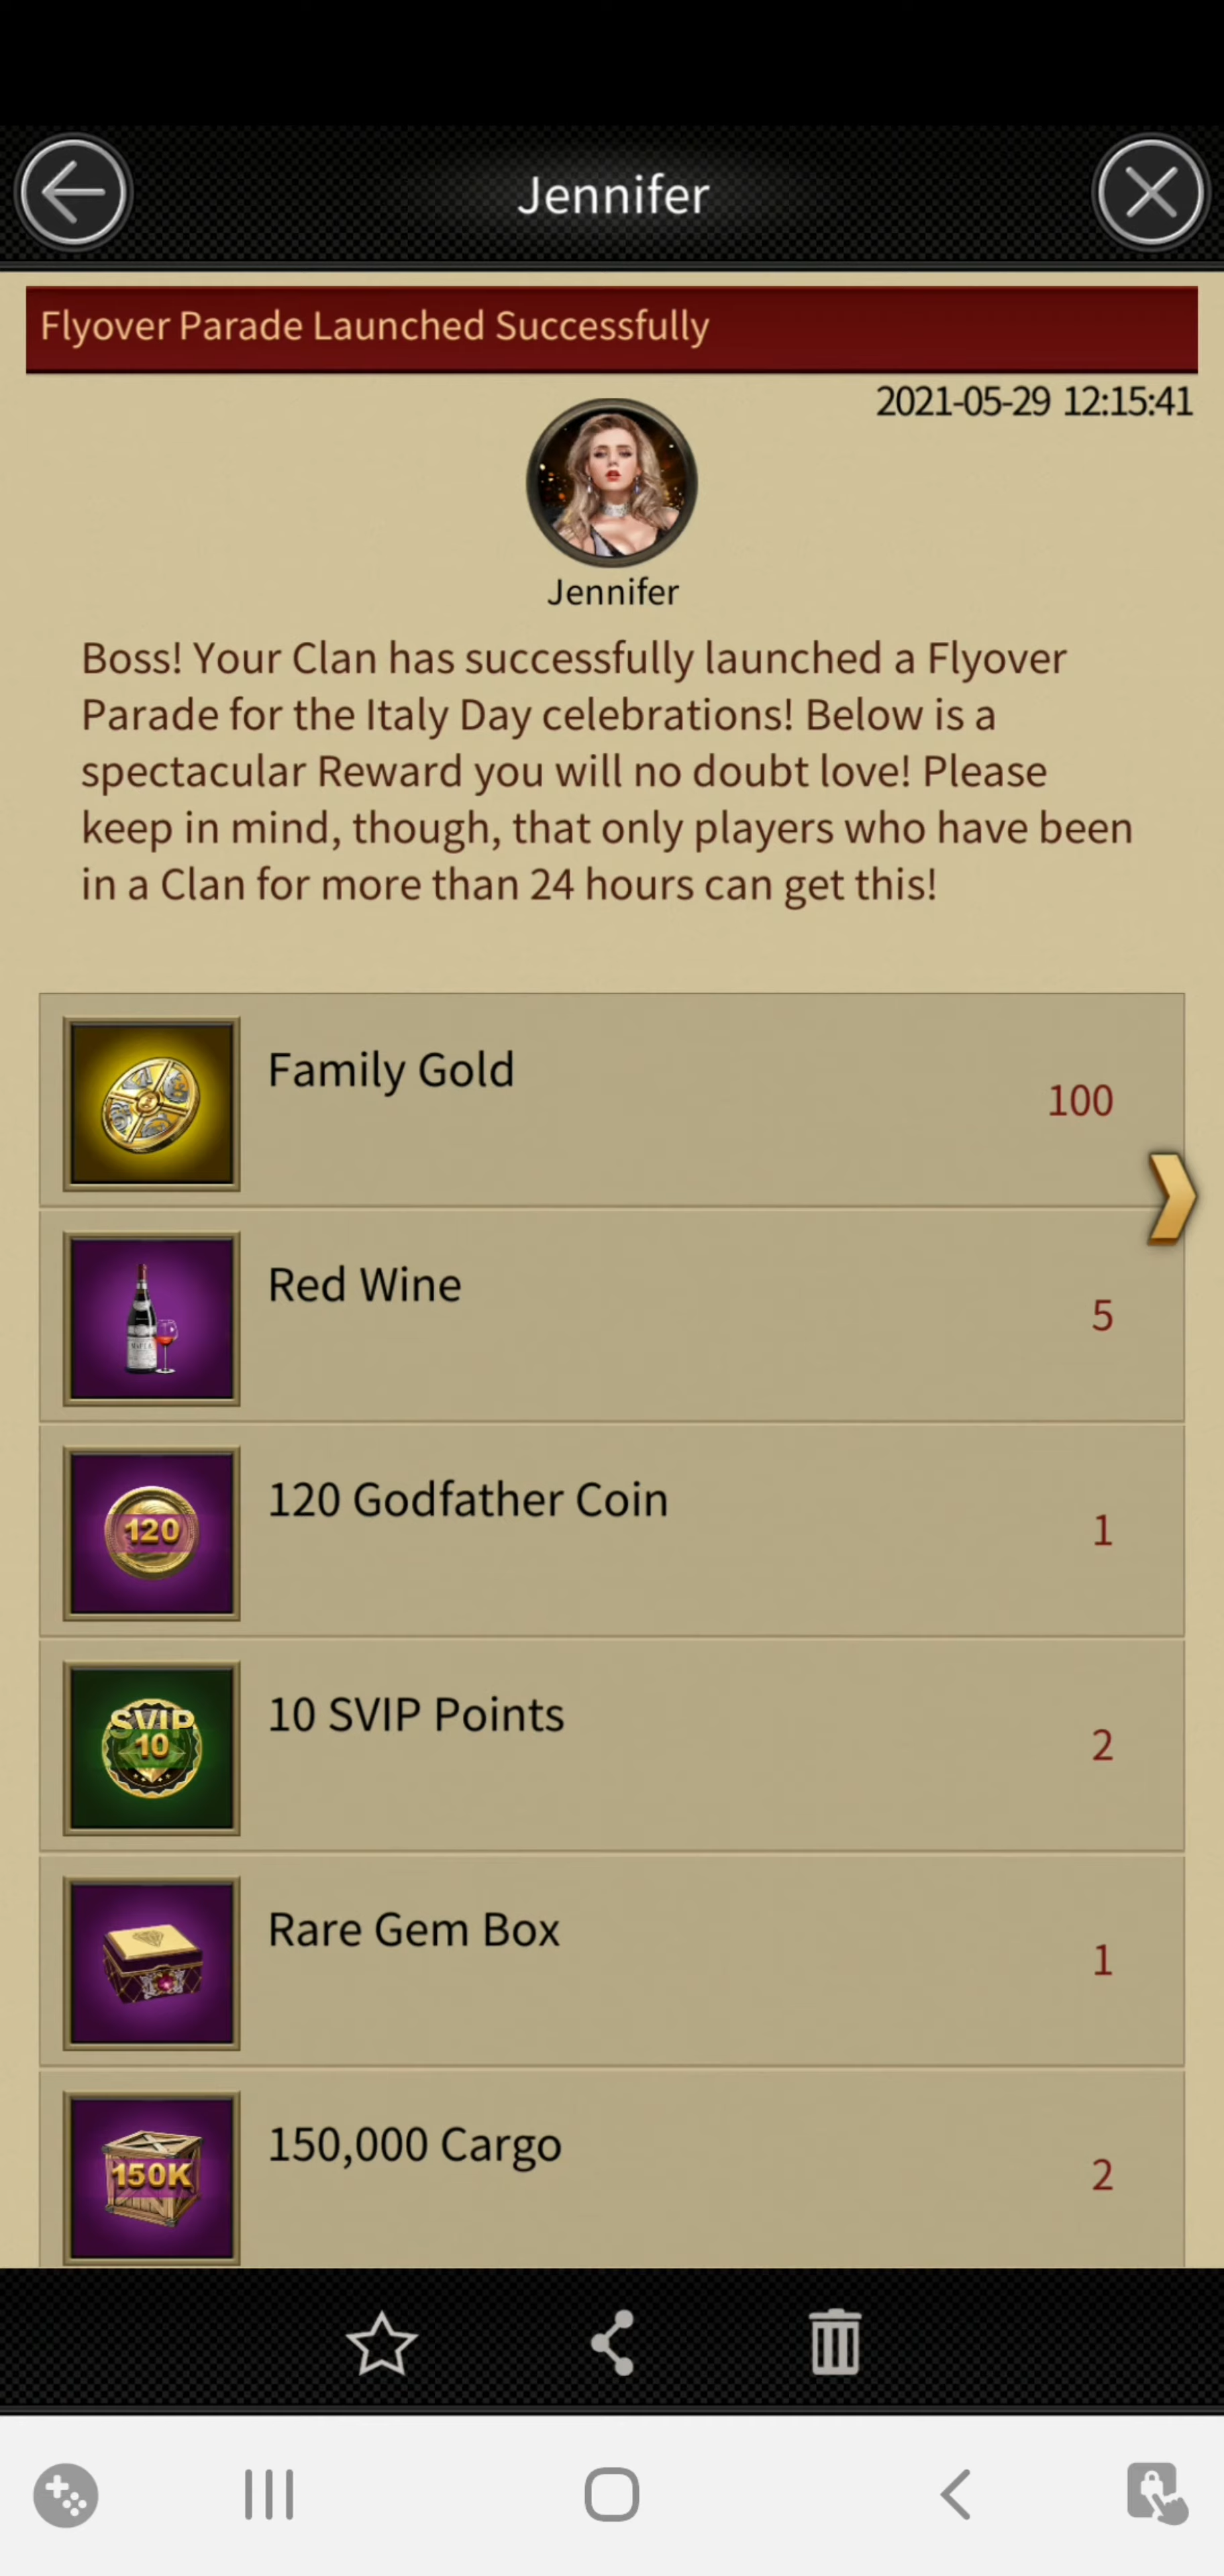 Jennifer
Flyover Parade Launched Successfully
2021-05-29 12:15:41
Jennifer
Boss! Your Clan has successfully launched a Flyover
Parade for the Italy Day celebrations! Below is a
spectacular Reward you will no doubt love! Please
keep in mind, though, that only players who have been
in a Clan for more than 24 hours can get this!
Family Gold
100
Red Wine
5
120
120 Godfather Coin
1
SVIP
10
10 SVIP Points
2
Rare Gem Box
1
150K
150,000 Cargo
2